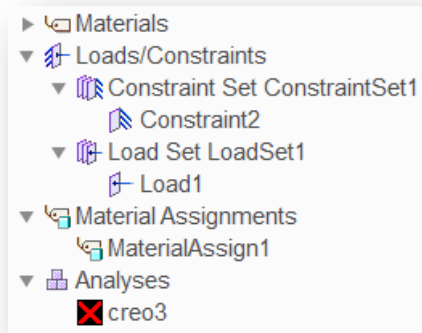 Materials
Loads/Constraints
Constraint Set ConstraintSet1
Constraint2
Load Set LoadSet1
Load1
Material Assignments
MaterialAssign1
Analyses
creo3